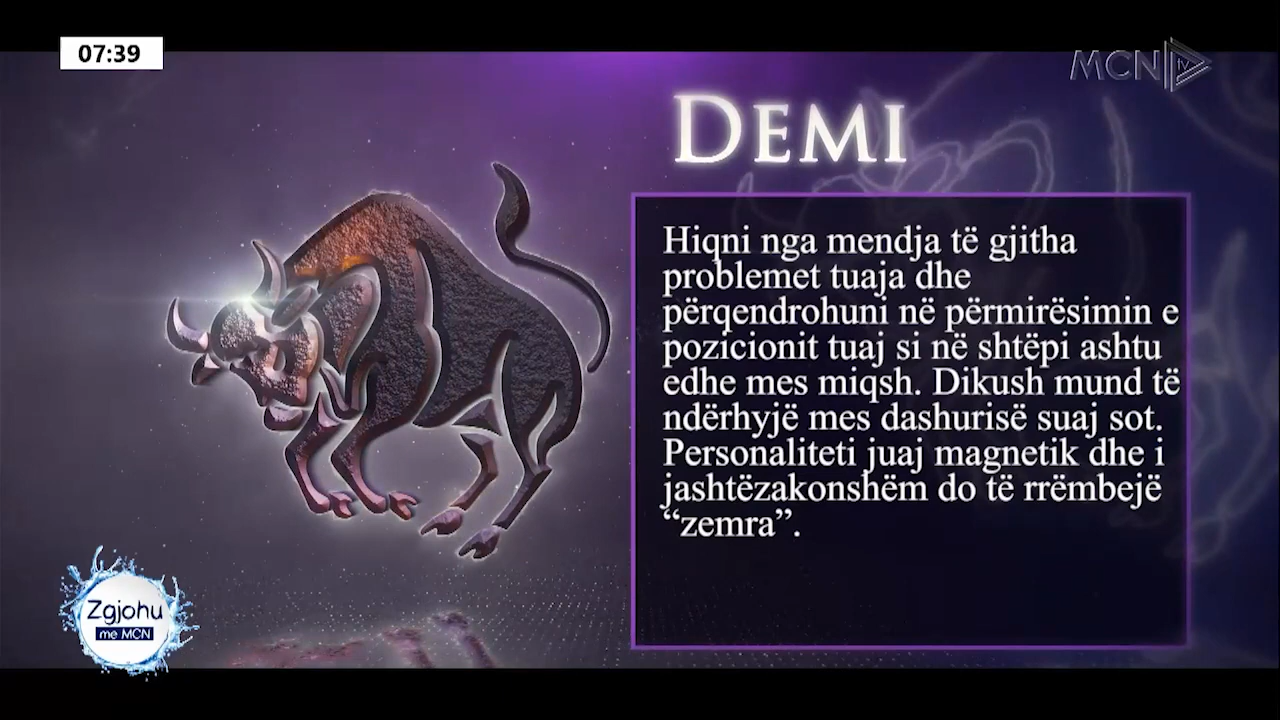 07:39
MCN TV
DEMI
Hiqni nga mendja të gjitha
problemet tuaja dhe
përqendrohuni në përmirësimin e
pozicionit tuaj si në shtëpi ashtu
edhe mes miqsh. Dikush mund të
ndërhyjë mes dashurisë suaj sot.
Personaliteti juaj magnetik dhe i
jashtëzakonshëm do të rrëmbejë
“zemra”.
Zgjohu
me MCN